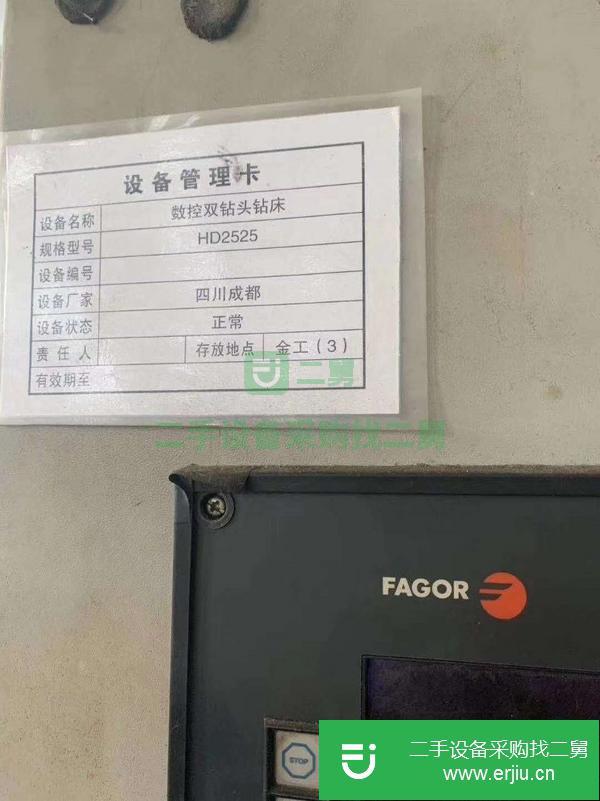 设备管理卡
设备名称 数控双钻头钻床
规格型号 HD2525
设备编号
设备厂家 四川成都
设备状态 正常
责任人 存放地点 金工(3)
有效期至
二舅
二手设备采购找二舅
FAGOR
STOP
二手设备采购找二舅
www.erjiu.cn